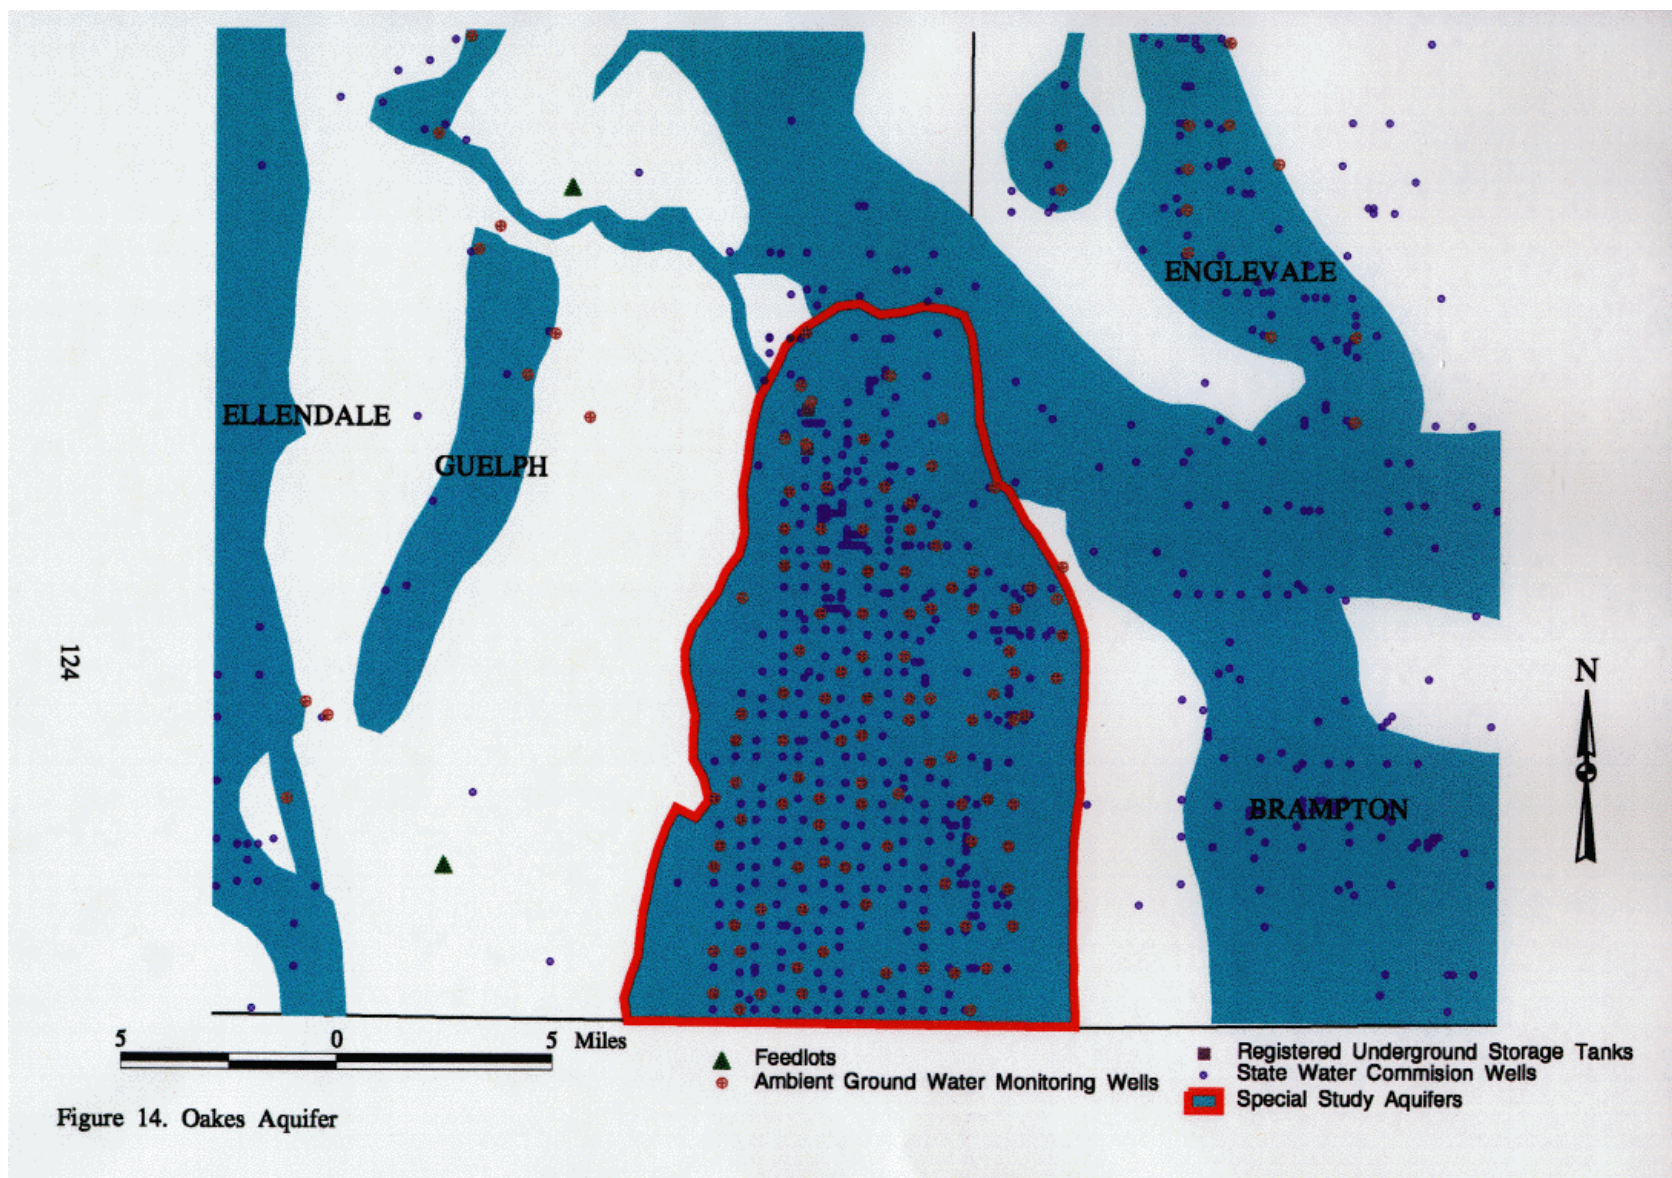 ENGLEVALE
ELLENDALE
GUELPH
124
N
BRAMPTON
5 0 5 Miles
Feedlots
Ambient Ground Water Monitoring Wells
Registered Underground Storage Tanks
State Water Commision Wells
Special Study Aquifers
Figure 14. Oakes Aquifer